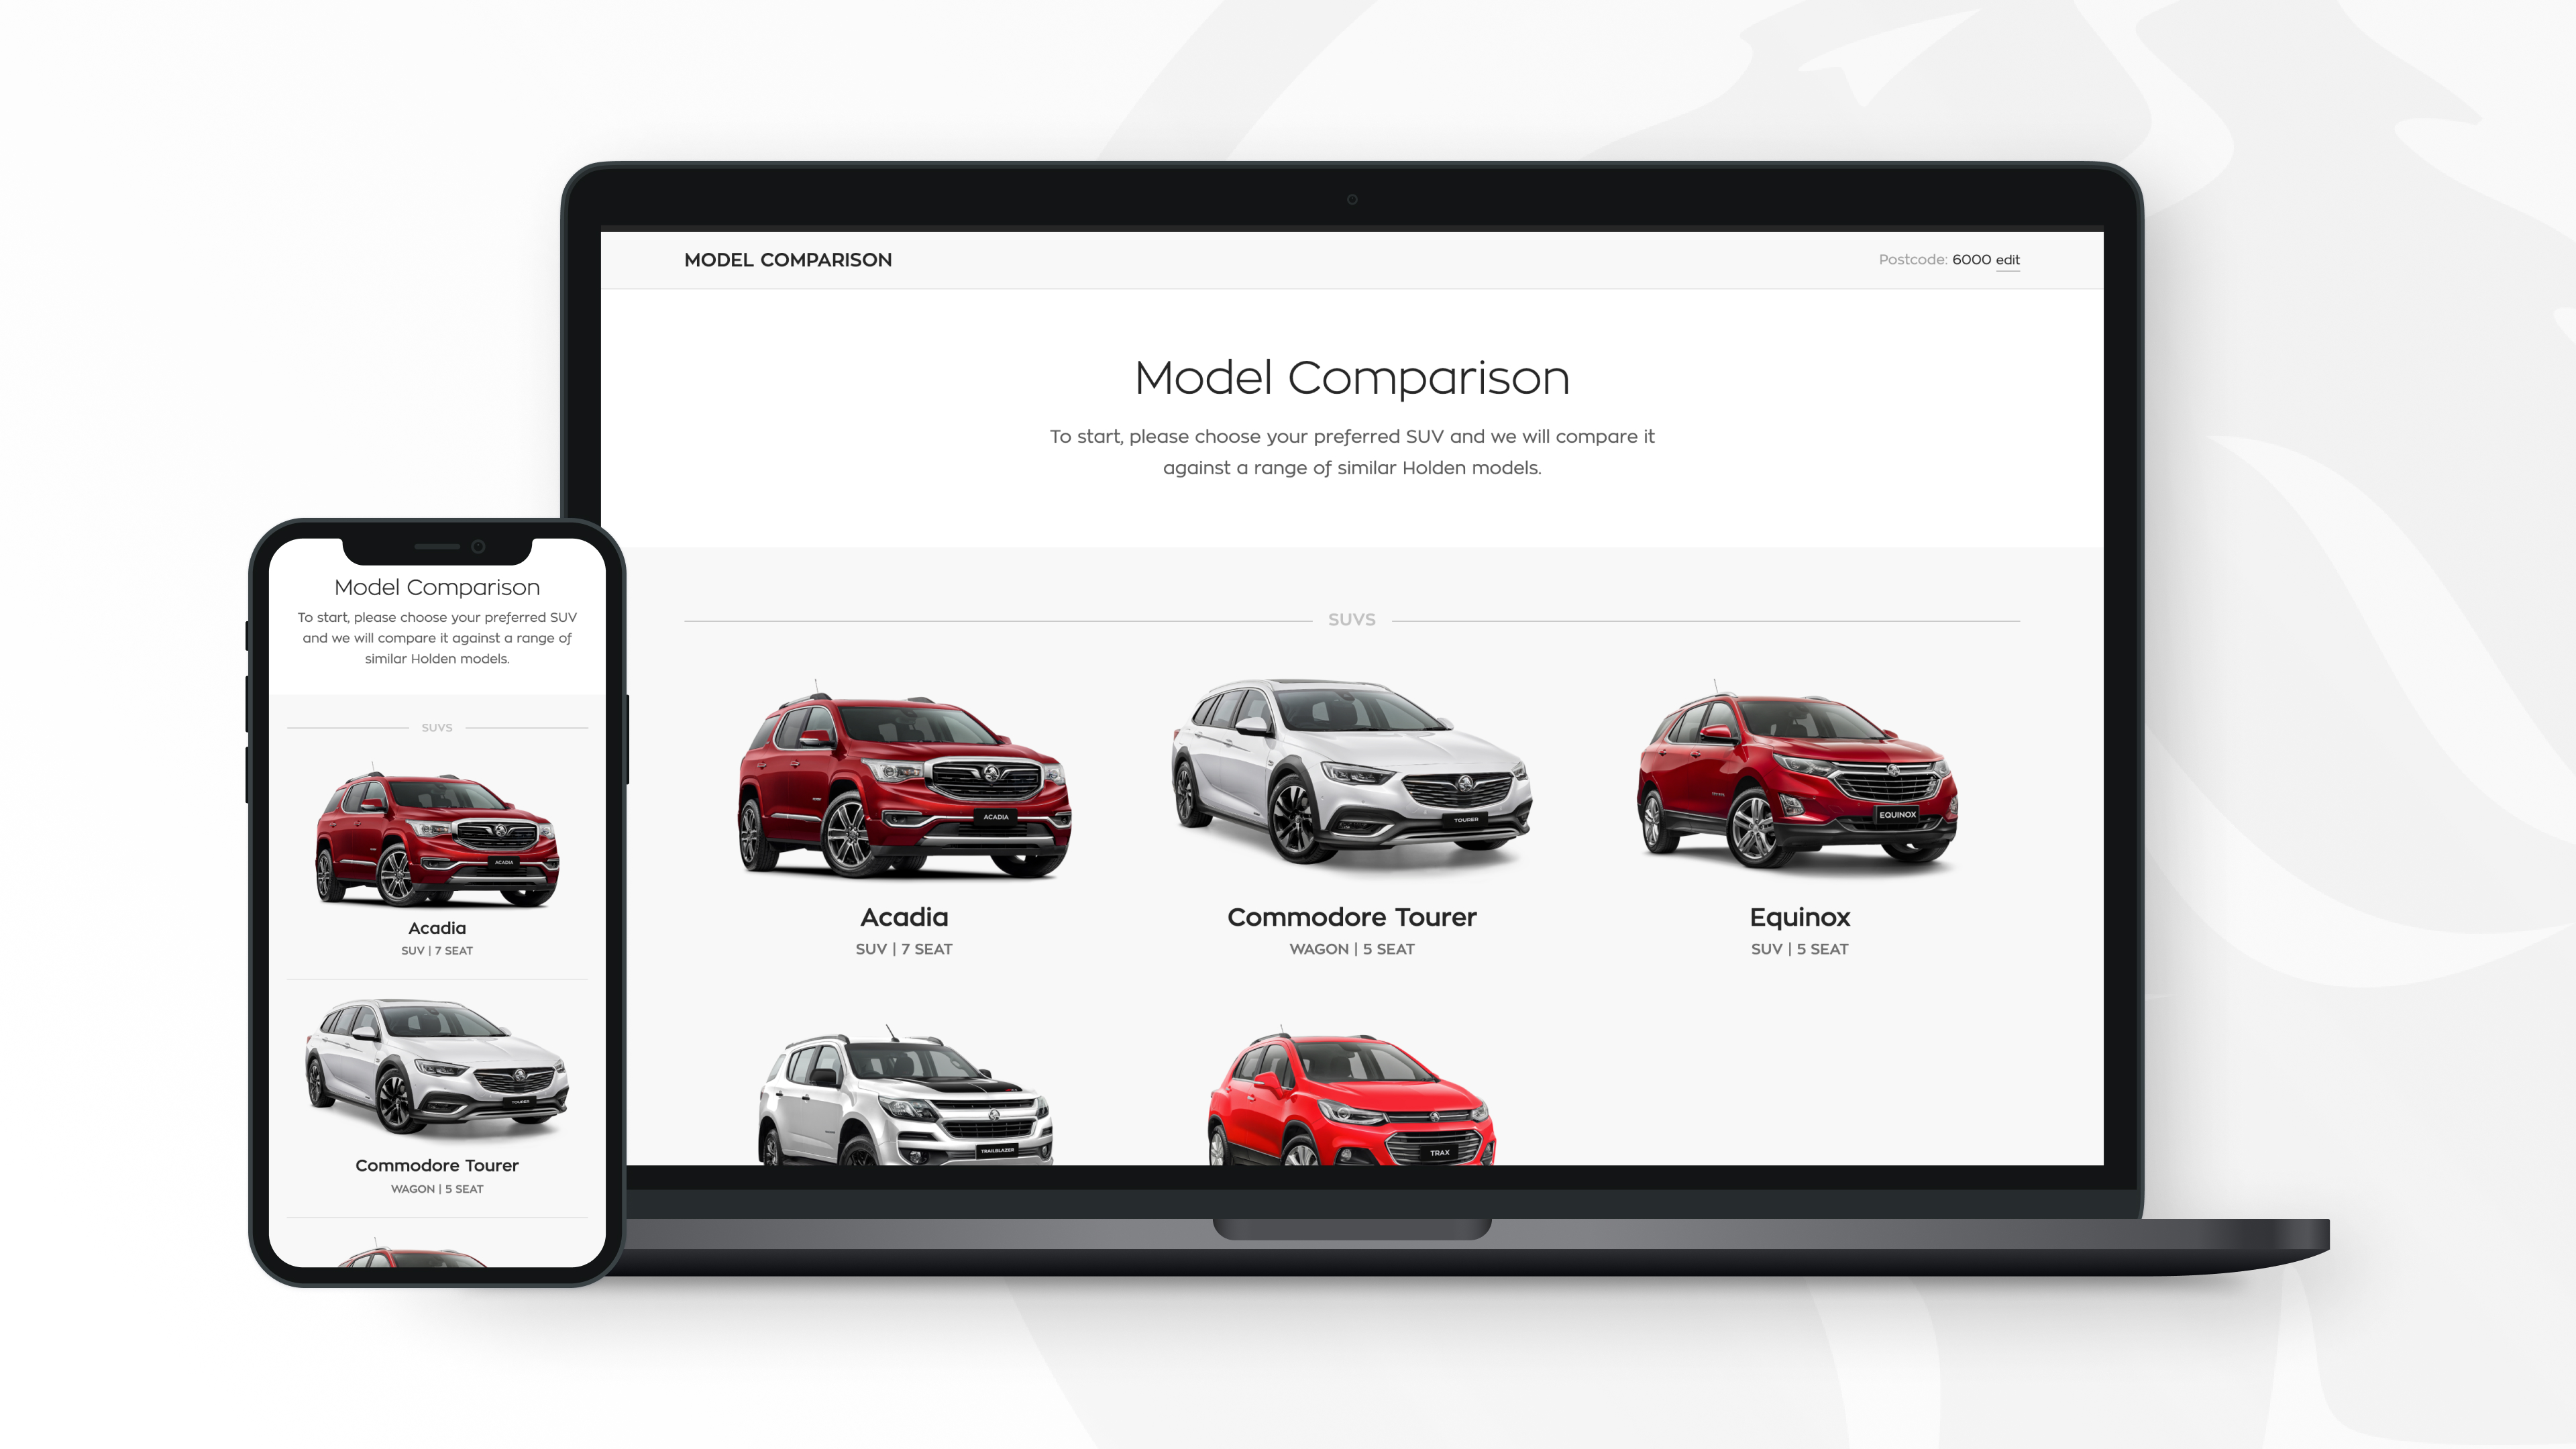 MODEL COMPARISON
Postcode: 6000 edit
Model Comparison
To start, please choose your preferred SUV and we will compare it
against a range of similar Holden models.
SUVS
ACADIA
TOURER
EQUINOX
Acadia
Commodore Tourer
Equinox
SUV | 7 SEAT
WAGON | 5 SEAT
SUV | 5 SEAT
TRAILBLAZER
TRAX
Model Comparison
To start, please choose your preferred SUV
and we will compare it against a range of
similar Holden models.
SUVS
ACADIA
Acadia
SUV | 7 SEAT
TOURER
Commodore Tourer
WAGON | 5 SEAT